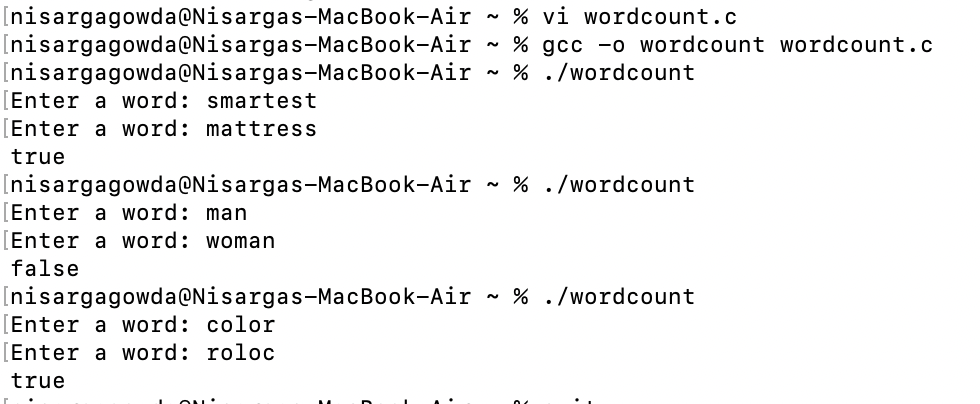 [nisargagowda@Nisargas-MacBook-Air ~ % vi wordcount.c
[nisargagowda@Nisargas-MacBook-Air ~ % gcc -o wordcount wordcount.c
[nisargagowda@Nisargas-MacBook-Air ~ % ./wordcount
[Enter a word: smartest
[Enter a word: mattress
true
[nisargagowda@Nisargas-MacBook-Air ~ % ./wordcount
[Enter a word: man
[Enter a word: woman
false
[nisargagowda@Nisargas-MacBook-Air ~ % ./wordcount
[Enter a word: color
[Enter a word: roloc
true